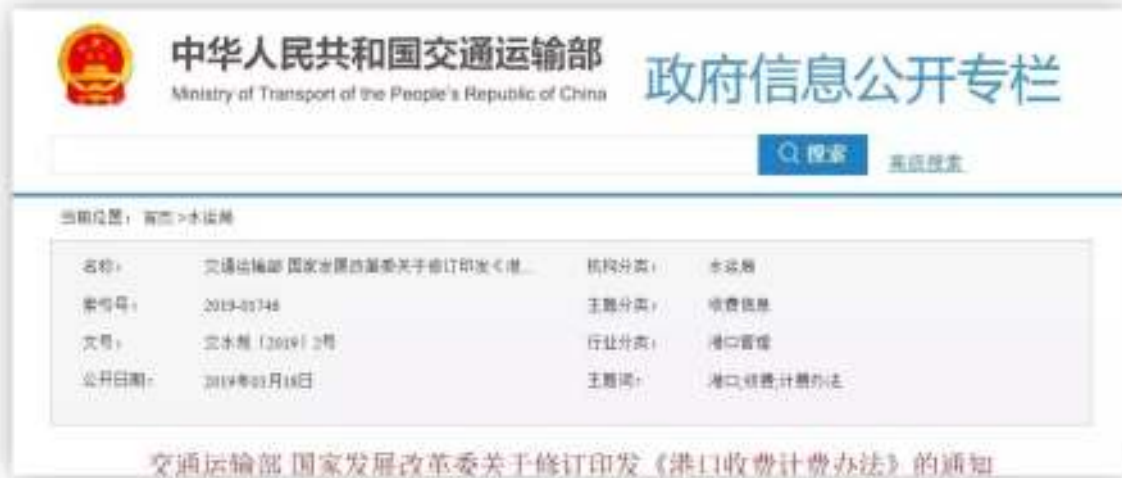 中华人民共和国交通运输部
Ministry of Transport of the People's Republic of China
政府信息公开专栏
搜索
高级搜索
当前位置： 首页 >水运局
名称： 交通运输部 国家发展改革委关于修订印发《港... 机构分类： 水运局
索引号： 2019-01746 主题分类： 收费信息
文号： 交水规〔2019〕2号 行业分类： 港口管理
公开日期： 2019年03月18日 主题词： 港口;收费;计费办法
交通运输部 国家发展改革委关于修订印发《港口收费计费办法》的通知